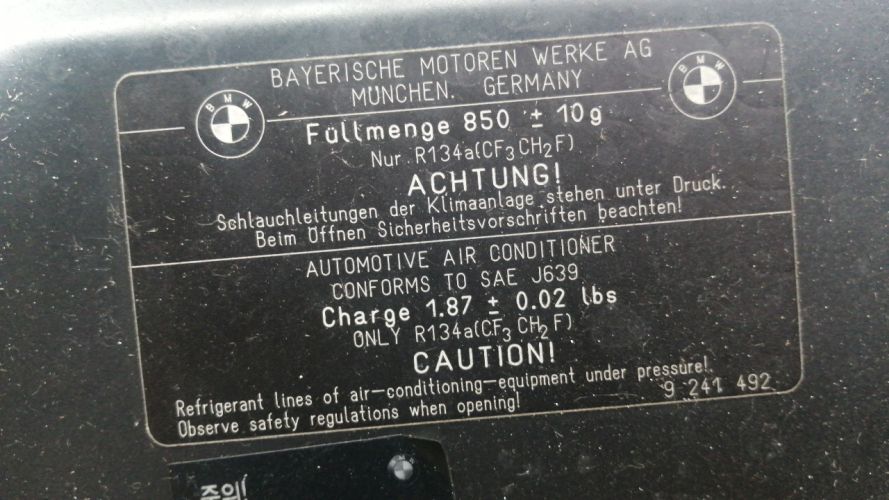 BAYERISCHE MOTOREN WERKE AG
MÜNCHEN. GERMANY
BMW BMW
Füllmenge 850 ± 10g
Nur R134a(CF₃CH₂F)
ACHTUNG!
Schlauchleitungen der Klimaanlage stehen unter Druck.
Beim Öffnen Sicherheitsvorschriften beachten!
AUTOMOTIVE AIR CONDITIONER
CONFORMS TO SAE J639
Charge 1.87 ± 0.02 lbs
ONLY R134a(CF₃CH₂F)
CAUTION!
Refrigerant lines of air-conditioning-equipment under pressure!
Observe safety regulations when opening!
9 241 492
주의!